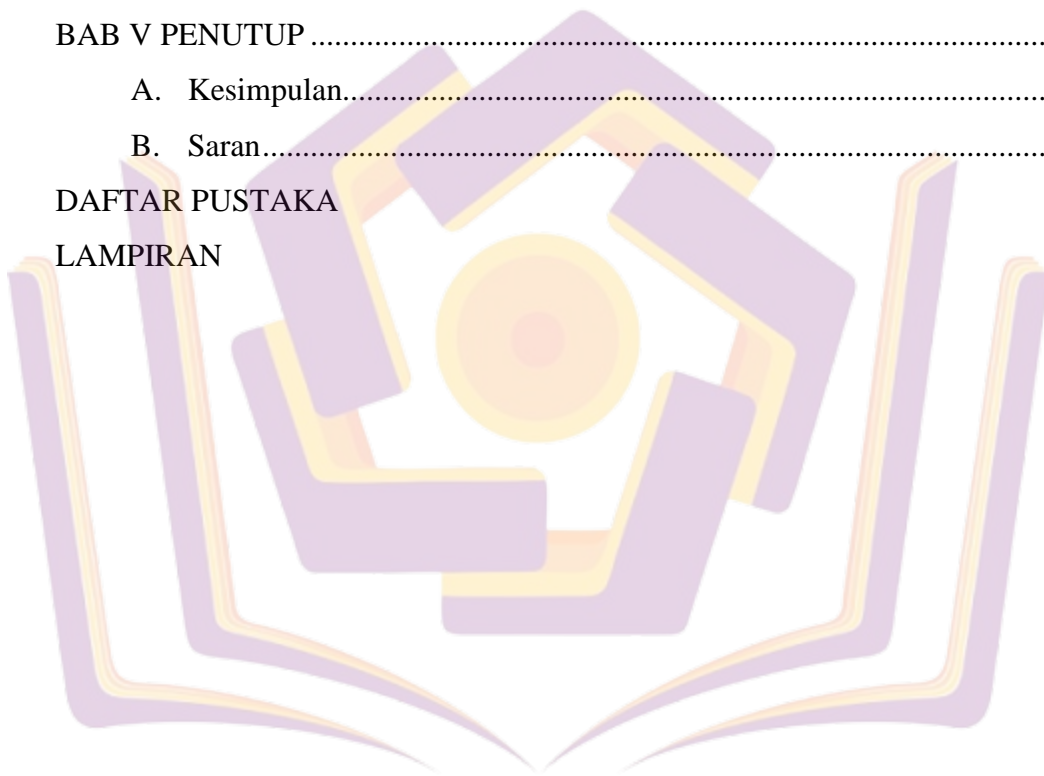 BAB V PENUTUP ............................................................................................
A. Kesimpulan.........................................................................................
B. Saran....................................................................................................
DAFTAR PUSTAKA
LAMPIRAN